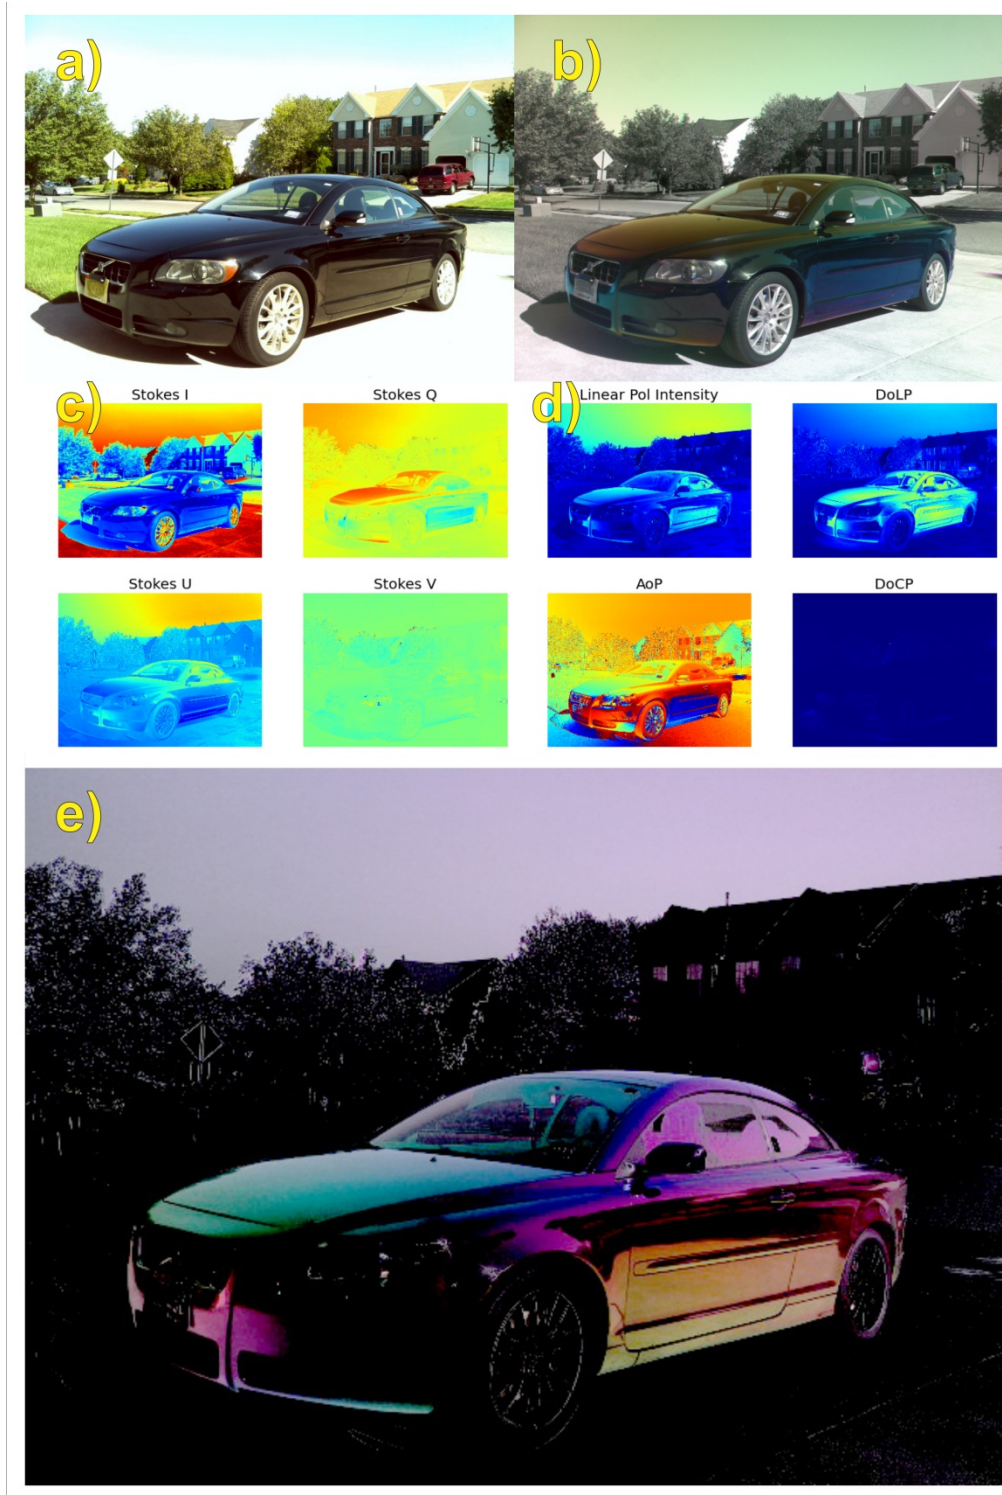 a)
b)
c)
Stokes I
Stokes Q
d)
Linear Pol Intensity
DoLP
Stokes U
Stokes V
AoP
DoCP
e)